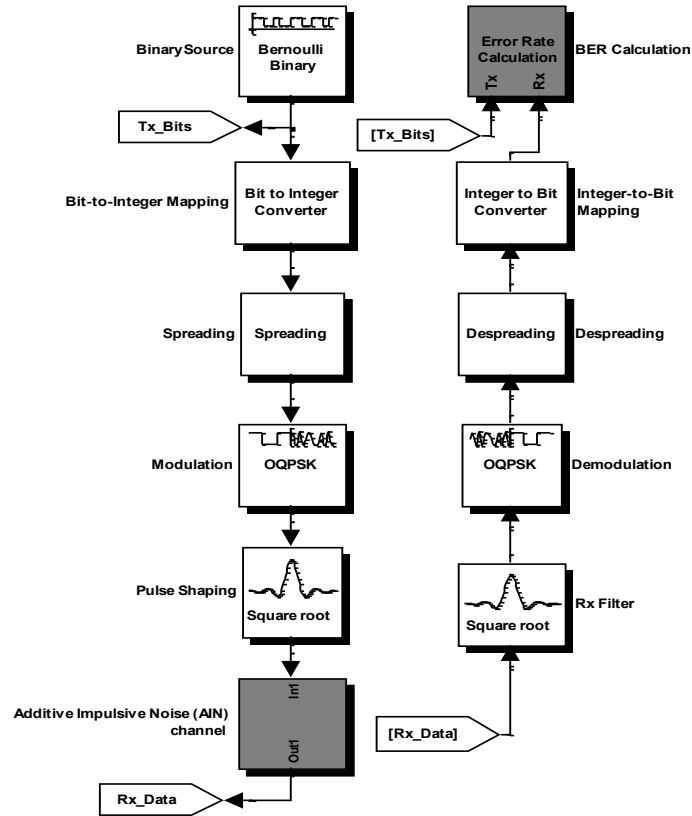 Binary Source
Bernoulli
Binary
Tx_Bits
Bit-to-Integer Mapping
Bit to Integer
Converter
Spreading
Spreading
Modulation
OQPSK
Pulse Shaping
Square root
Additive Impulsive Noise (AIN)
channel
In1
Out1
Rx_Data
Error Rate
Calculation
Tx
Rx
BER Calculation
[Tx_Bits]
Integer to Bit
Converter
Integer-to-Bit
Mapping
Despreading
Despreading
OQPSK
Demodulation
Square root
Rx Filter
[Rx_Data]